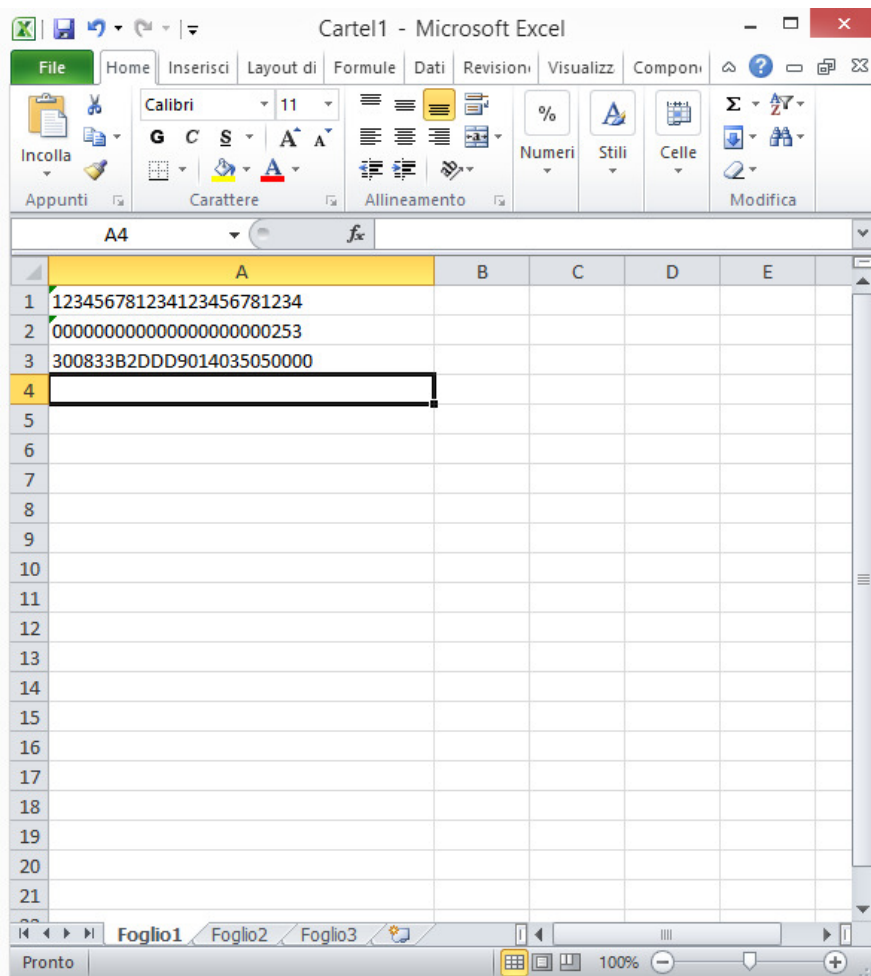 Cartel1 - Microsoft Excel
File Home Inserisci Layout di Formule Dati Revision Visualizz Compon
Calibri 11
G C S A A
Incolla
% Numeri
Stili
Celle
Σ
Appunti Carattere Allineamento Modifica
A4 fx
A B C D E
1 123456781234123456781234
2 000000000000000000000253
3 300833B2DDD9014035050000
4
5
6
7
8
9
10
11
12
13
14
15
16
17
18
19
20
21
Foglio1 Foglio2 Foglio3
Pronto 100%